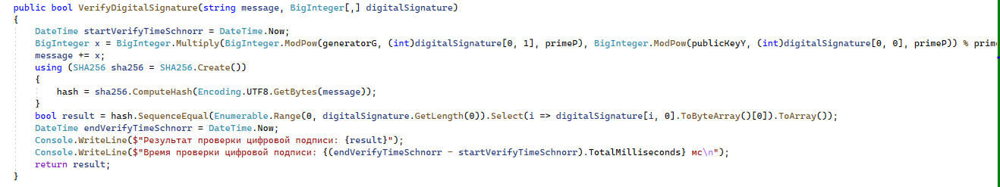 public bool VerifyDigitalSignature(string message, BigInteger[,] digitalSignature)
{
DateTime startVerifyTimeSchnorr = DateTime.Now;
BigInteger x = BigInteger.Multiply(BigInteger.ModPow(generatorG, (int)digitalSignature[0, 1], primeP), BigInteger.ModPow(publicKeyY, (int)digitalSignature[0, 0], primeP)) % prim
message += x;
using (SHA256 sha256 = SHA256.Create())
{
hash = sha256.ComputeHash(Encoding.UTF8.GetBytes(message));
}
bool result = hash.SequenceEqual(Enumerable.Range(0, digitalSignature.GetLength(0)).Select(i => digitalSignature[i, 0].ToByteArray()[0]).ToArray());
DateTime endVerifyTimeSchnorr = DateTime.Now;
Console.WriteLine($"Результат проверки цифровой подписи: {result}");
Console.WriteLine($"Время проверки цифровой подписи: {(endVerifyTimeSchnorr - startVerifyTimeSchnorr).TotalMilliseconds} мс\n");
return result;
}